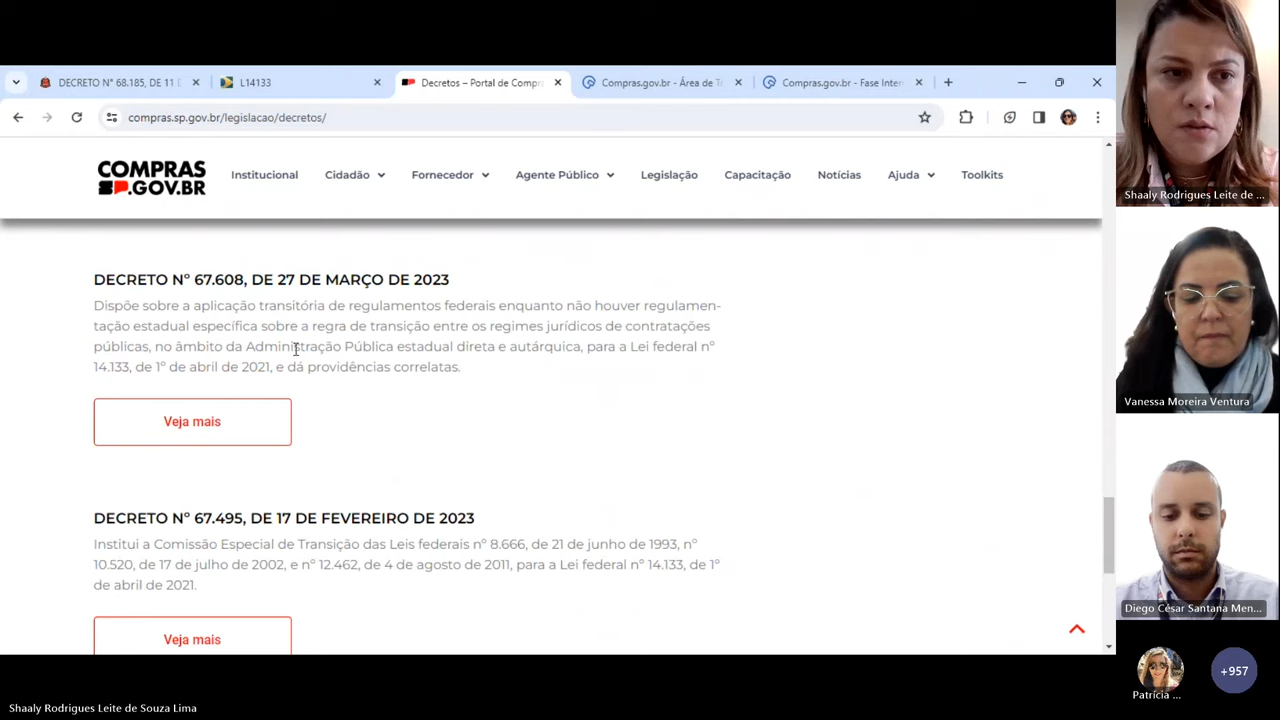 DECRETO N° 68.185, DE 11 D
L14133
Decretos – Portal de Compra
Compras.gov.br - Área de Tr
Compras.gov.br - Fase Intern
compras.sp.gov.br/legislacao/decretos/
COMPRAS
.GOV.BR
Institucional
Cidadão
Fornecedor
Agente Público
Legislação
Capacitação
Notícias
Ajuda
Toolkits
DECRETO Nº 67.608, DE 27 DE MARÇO DE 2023
Dispõe sobre a aplicação transitória de regulamentos federais enquanto não houver regulamen-
tação estadual específica sobre a regra de transição entre os regimes jurídicos de contratações
públicas, no âmbito da Administração Pública estadual direta e autárquica, para a Lei federal nº
14.133, de 1º de abril de 2021, e dá providências correlatas.
Veja mais
DECRETO Nº 67.495, DE 17 DE FEVEREIRO DE 2023
Institui a Comissão Especial de Transição das Leis federais nº 8.666, de 21 de junho de 1993, nº
10.520, de 17 de julho de 2002, e nº 12.462, de 4 de agosto de 2011, para a Lei federal nº 14.133, de 1º
de abril de 2021.
Veja mais
Shaaly Rodrigues Leite de ...
Vanessa Moreira Ventura
Diego César Santana Men...
Patrícia ...
+957
Shaaly Rodrigues Leite de Souza Lima